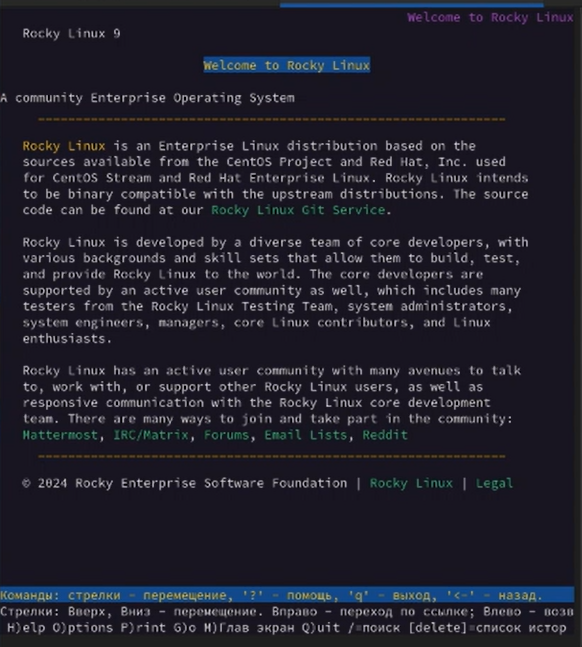 Welcome to Rocky Linux
Rocky Linux 9
Welcome to Rocky Linux
A community Enterprise Operating System
Rocky Linux is an Enterprise Linux distribution based on the
sources available from the CentOS Project and Red Hat, Inc. used
for CentOS Stream and Red Hat Enterprise Linux. Rocky Linux intends
to be binary compatible with the upstream distributions. The source
code can be found at our Rocky Linux Git Service.
Rocky Linux is developed by a diverse team of core developers, with
various backgrounds and skill sets that allow them to build, test,
and provide Rocky Linux to the world. The core developers are
supported by an active user community as well, which includes many
testers from the Rocky Linux Testing Team, system administrators,
system engineers, managers, core Linux contributors, and Linux
enthusiasts.
Rocky Linux has an active user community with many avenues to talk
to, work with, or support other Rocky Linux users, as well as
responsive communication with the Rocky Linux core development
team. There are many ways to join and take part in the community:
Mattermost, IRC/Matrix, Forums, Email Lists, Reddit
© 2024 Rocky Enterprise Software Foundation | Rocky Linux | Legal
Команды: стрелки - перемещение, '?' - помощь, 'q' - выход, '<-' - назад.
Стрелки: Вверх, Вниз - перемещение. Вправо - переход по ссылке; Влево - возв
H)elp O)ptions P)rint G)o M)Глав экран Q)uit /=поиск [delete]=список истор